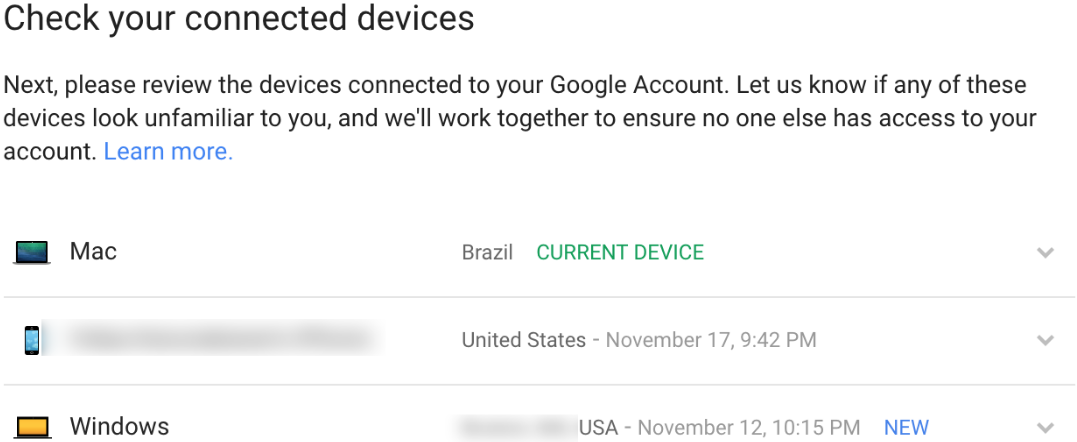 Check your connected devices
Next, please review the devices connected to your Google Account. Let us know if any of these
devices look unfamiliar to you, and we'll work together to ensure no one else has access to your
account. Learn more.
Mac Brazil CURRENT DEVICE
United States - November 17, 9:42 PM
Windows USA - November 12, 10:15 PM NEW